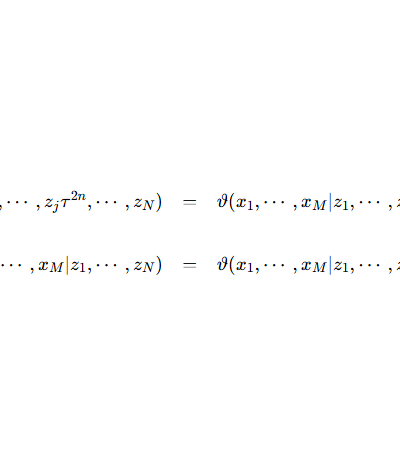 , ··· , z_j τ^{2n}, ··· , z_N) = ϑ(x_1, ··· , x_M|z_1, ··· ,
··· , x_M|z_1, ··· , z_N) = ϑ(x_1, ··· , x_M|z_1, ··· ,